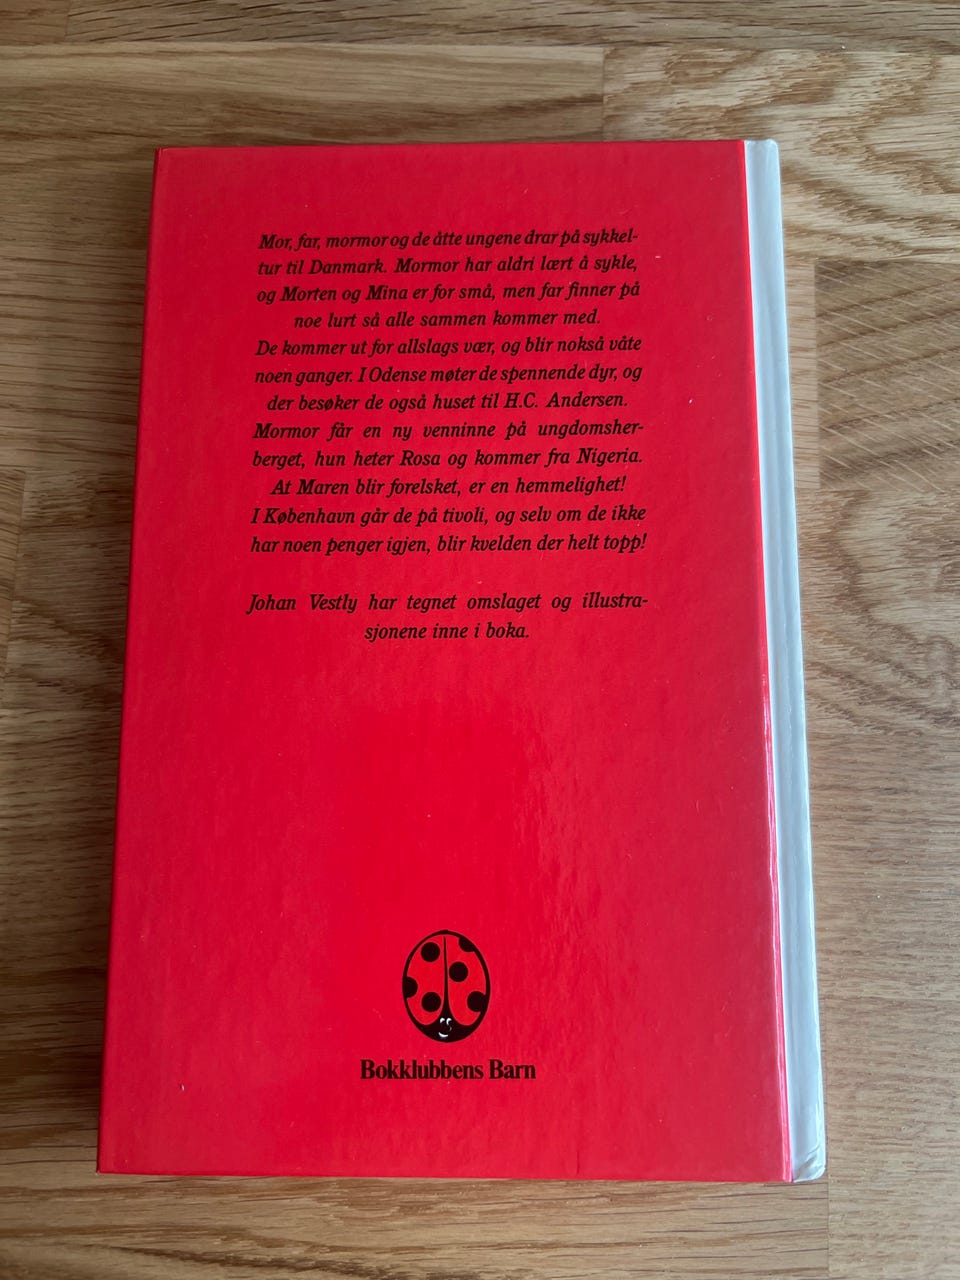 Mor, far, mormor og de åtte ungene drar på sykkel-
tur til Danmark. Mormor har aldri lært å sykle,
og Morten og Mina er for små, men far finner på
noe lurt så alle sammen kommer med.
De kommer ut for allslags vær, og blir nokså våte
noen ganger. I Odense møter de spennende dyr, og
der besøker de også huset til H.C. Andersen.
Mormor får en ny venninne på ungdomsher-
berget, hun heter Rosa og kommer fra Nigeria.
At Maren blir forelsket, er en hemmelighet!
I København går de på tivoli, og selv om de ikke
har noen penger igjen, blir kvelden der helt topp!
Johan Vestly har tegnet omslaget og illustra-
sjonene inne i boka.
Bokklubbens Barn